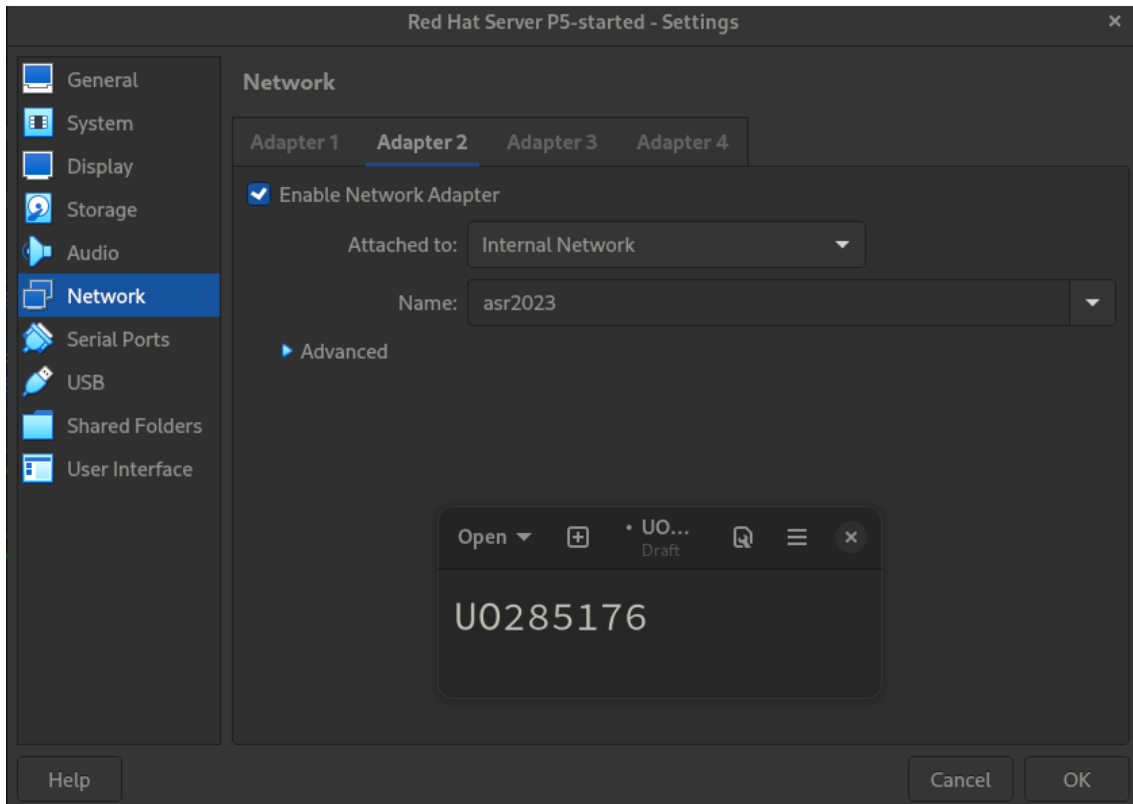 Red Hat Server P5-started - Settings
General
System
Display
Storage
Audio
Network
Serial Ports
USB
Shared Folders
User Interface
Network
Adapter 1 Adapter 2 Adapter 3 Adapter 4
Enable Network Adapter
Attached to: Internal Network
Name: asr2023
Advanced
Open • UO...
Draft
UO285176
Help Cancel OK